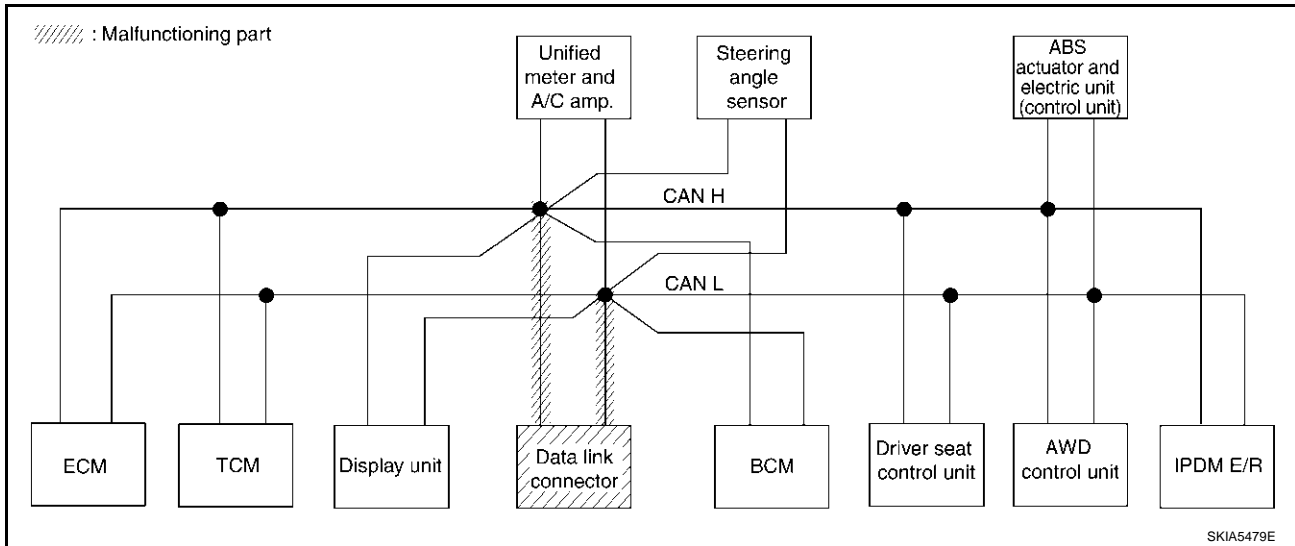 : Malfunctioning part
Unified
meter and
A/C amp.
Steering
angle
sensor
ABS
actuator and
electric unit
(control unit)
CAN H
CAN L
ECM
TCM
Display unit
Data link
connector
BCM
Driver seat
control unit
AWD
control unit
IPDM E/R
SKIA5479E